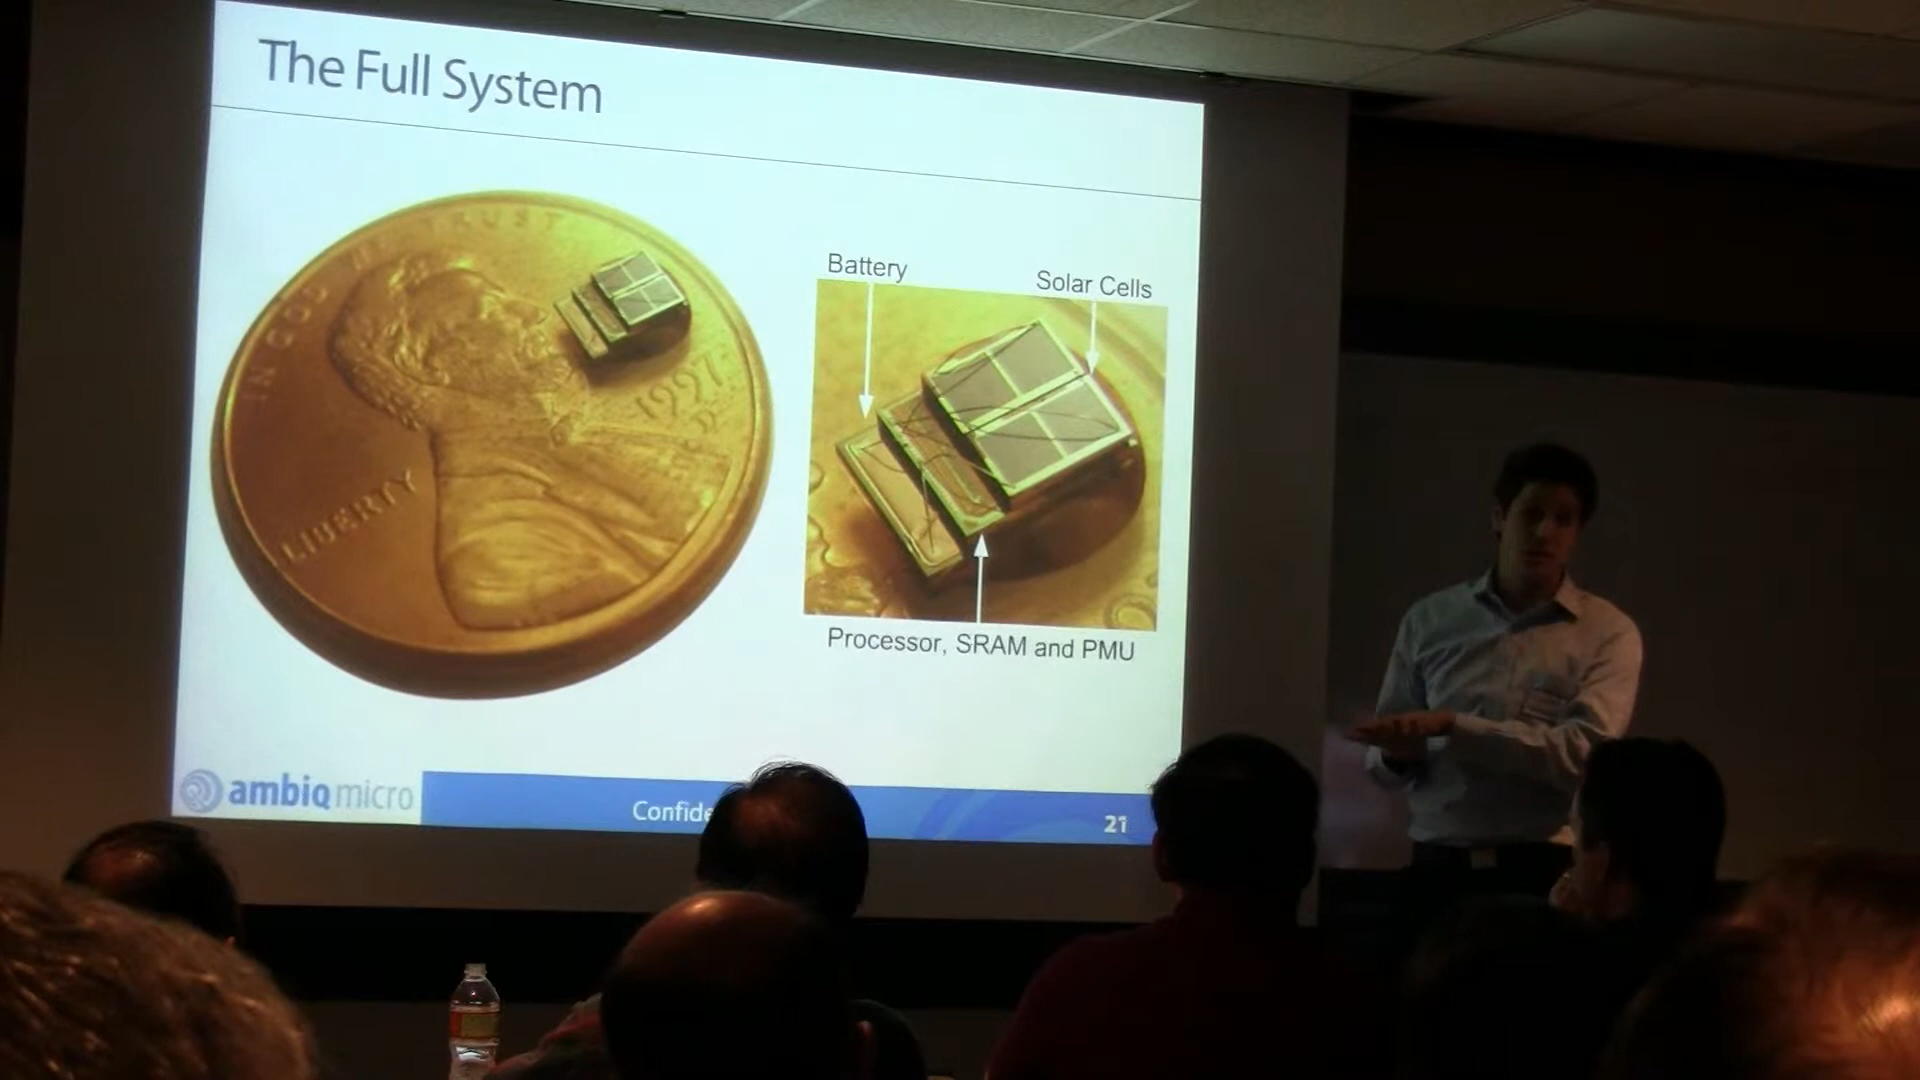 The Full System
IN GOD WE TRUST
LIBERTY
1997
D
Battery
Solar Cells
Processor, SRAM and PMU
ambiq micro
Confide
21